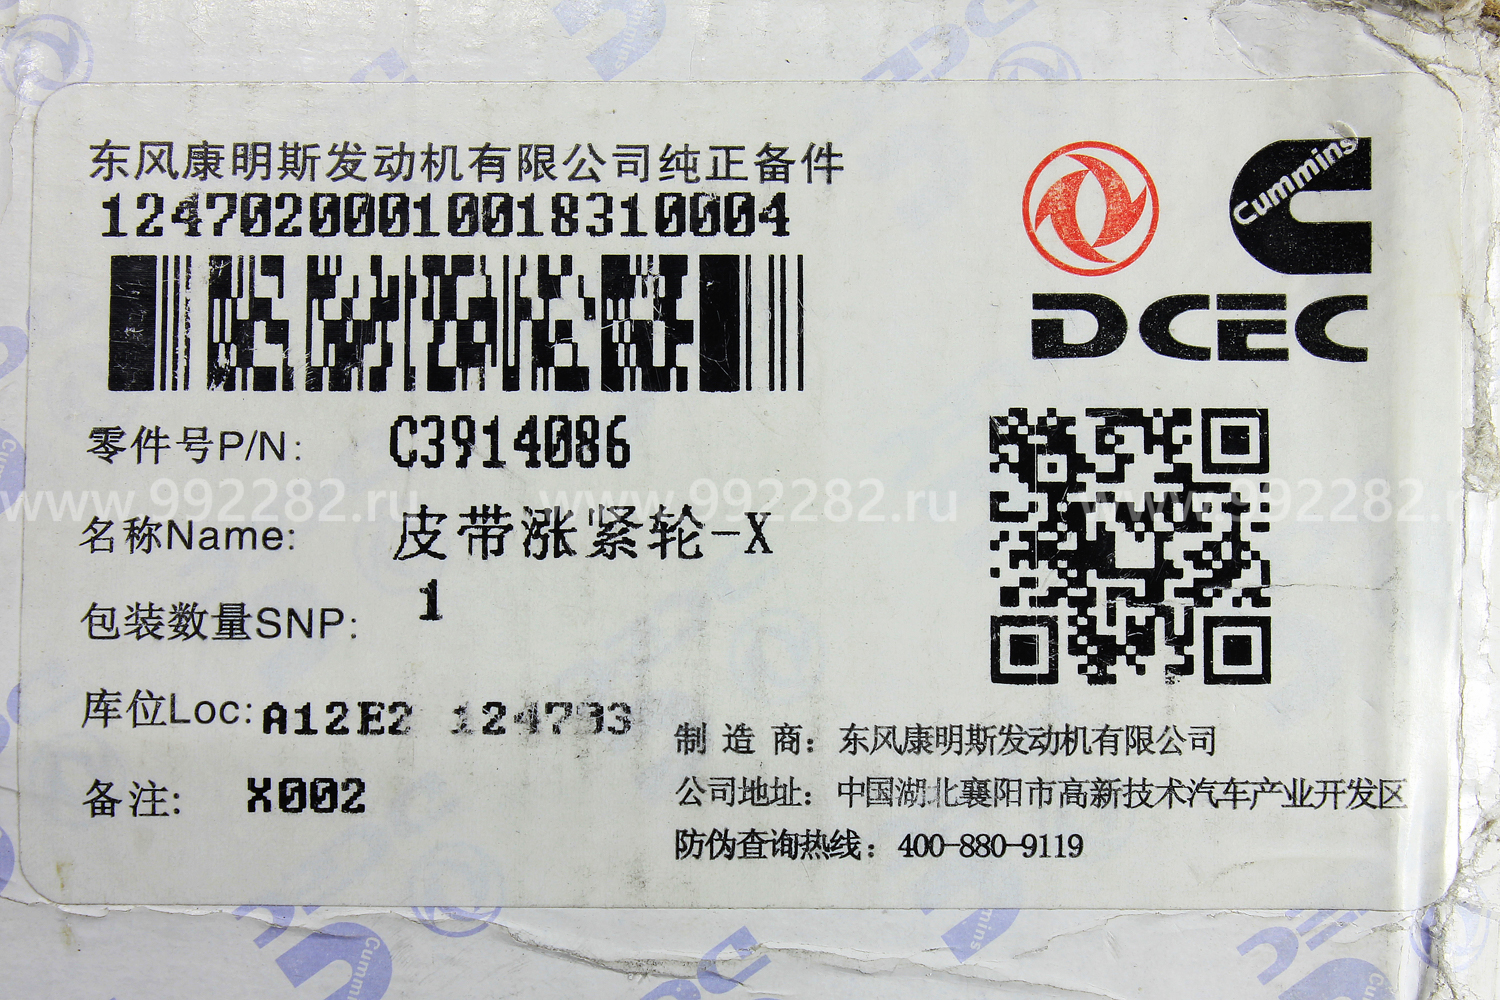 东风康明斯发动机有限公司纯正备件
124702000010018310004
Cummins
DCEC
零件号P/N: C3914086
www.992282.ru www.992282.ru www.992282.ru
名称Name: 皮带涨紧轮-X
包装数量SNP: 1
库位Loc: A12E2 124793
备注: X002
制 造 商：东风康明斯发动机有限公司
公司地址：中国湖北襄阳市高新技术汽车产业开发区
防伪查询热线：400-880-9119
Cummins